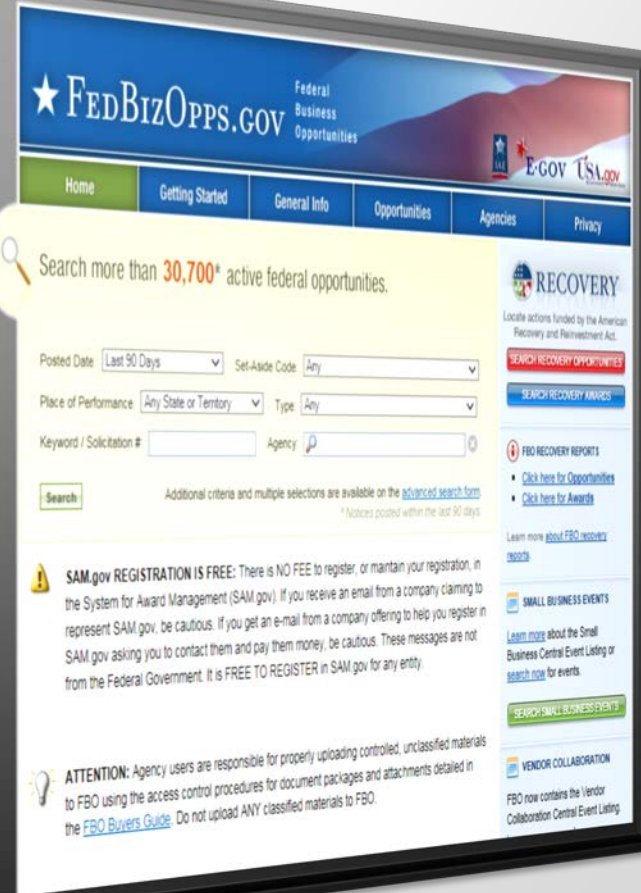 ★ FEDBIZOPPS.GOV
Federal
Business
Opportunities
E-GOV USA.gov
Home
Getting Started
General Info
Opportunities
Agencies
Privacy
Search more than 30,700* active federal opportunities.
Posted Date Last 90 Days Set-Aside Code Any
Place of Performance Any State or Territory Type Any
Keyword / Solicitation # Agency
Search
Additional criteria and multiple selections are available on the advanced search form.
* Notices posted within the last 90 days.
SAM.gov REGISTRATION IS FREE: There is NO FEE to register, or maintain your registration, in
the System for Award Management (SAM.gov). If you receive an email from a company claiming to
represent SAM.gov, be cautious. If you get an e-mail from a company offering to help you register in
SAM.gov asking you to contact them and pay them money, be cautious. These messages are not
from the Federal Government. It is FREE TO REGISTER in SAM.gov for any entity.
ATTENTION: Agency users are responsible for properly uploading controlled, unclassified materials
to FBO using the access control procedures for document packages and attachments detailed in
the FBO Buyers Guide. Do not upload ANY classified materials to FBO.
RECOVERY
Locate actions funded by the American
Recovery and Reinvestment Act.
SEARCH RECOVERY OPPORTUNITIES
SEARCH RECOVERY AWARDS
FBO RECOVERY REPORTS
• Click here for Opportunities
• Click here for Awards
Learn more about FBO recovery
reports.
SMALL BUSINESS EVENTS
Learn more about the Small
Business Central Event Listing or
search now for events.
SEARCH SMALL BUSINESS EVENTS
VENDOR COLLABORATION
FBO now contains the Vendor
Collaboration Central Event Listing.